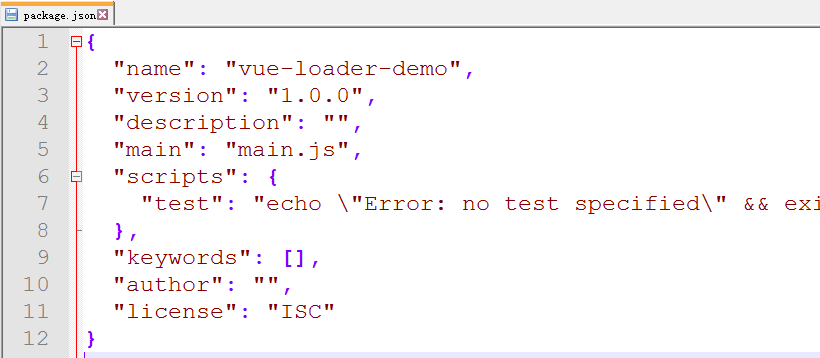 package.json
1 {
2 "name": "vue-loader-demo",
3 "version": "1.0.0",
4 "description": "",
5 "main": "main.js",
6 "scripts": {
7 "test": "echo \"Error: no test specified\" && exi
8 },
9 "keywords": [],
10 "author": "",
11 "license": "ISC"
12 }